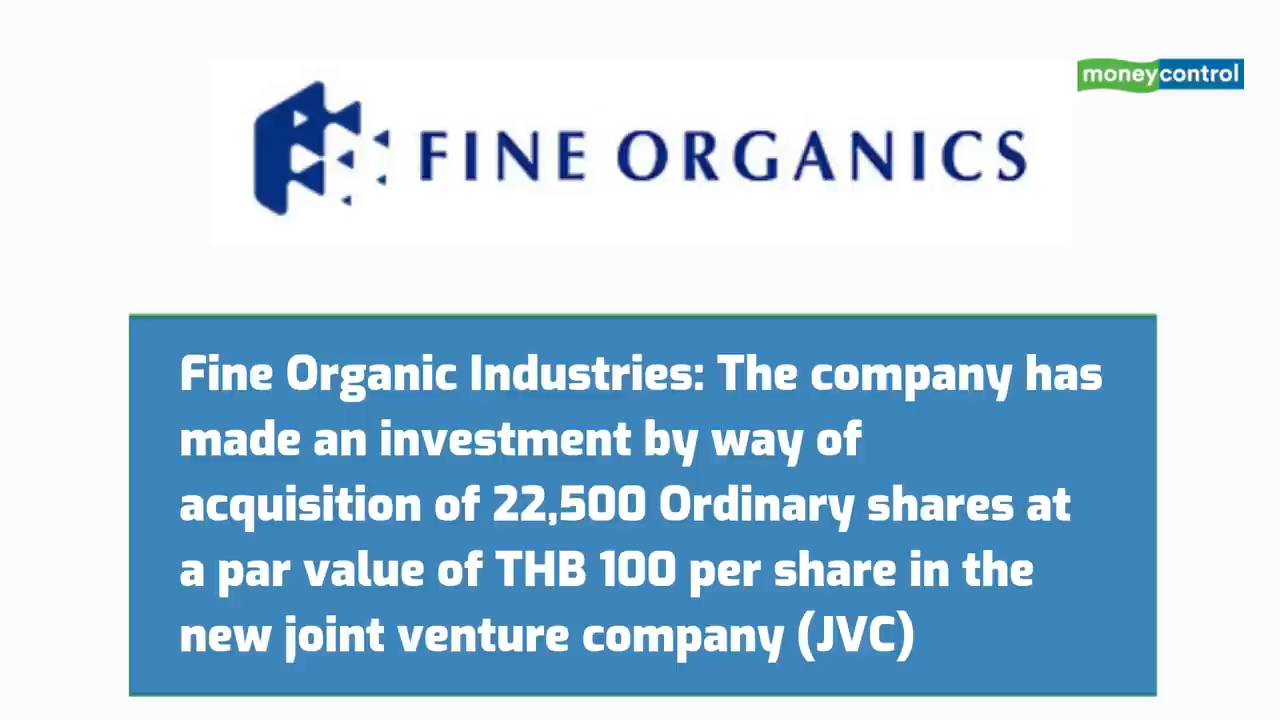 moneycontrol
FINE ORGANICS
Fine Organic Industries: The company has
made an investment by way of
acquisition of 22,500 Ordinary shares at
a par value of THB 100 per share in the
new joint venture company (JVC)